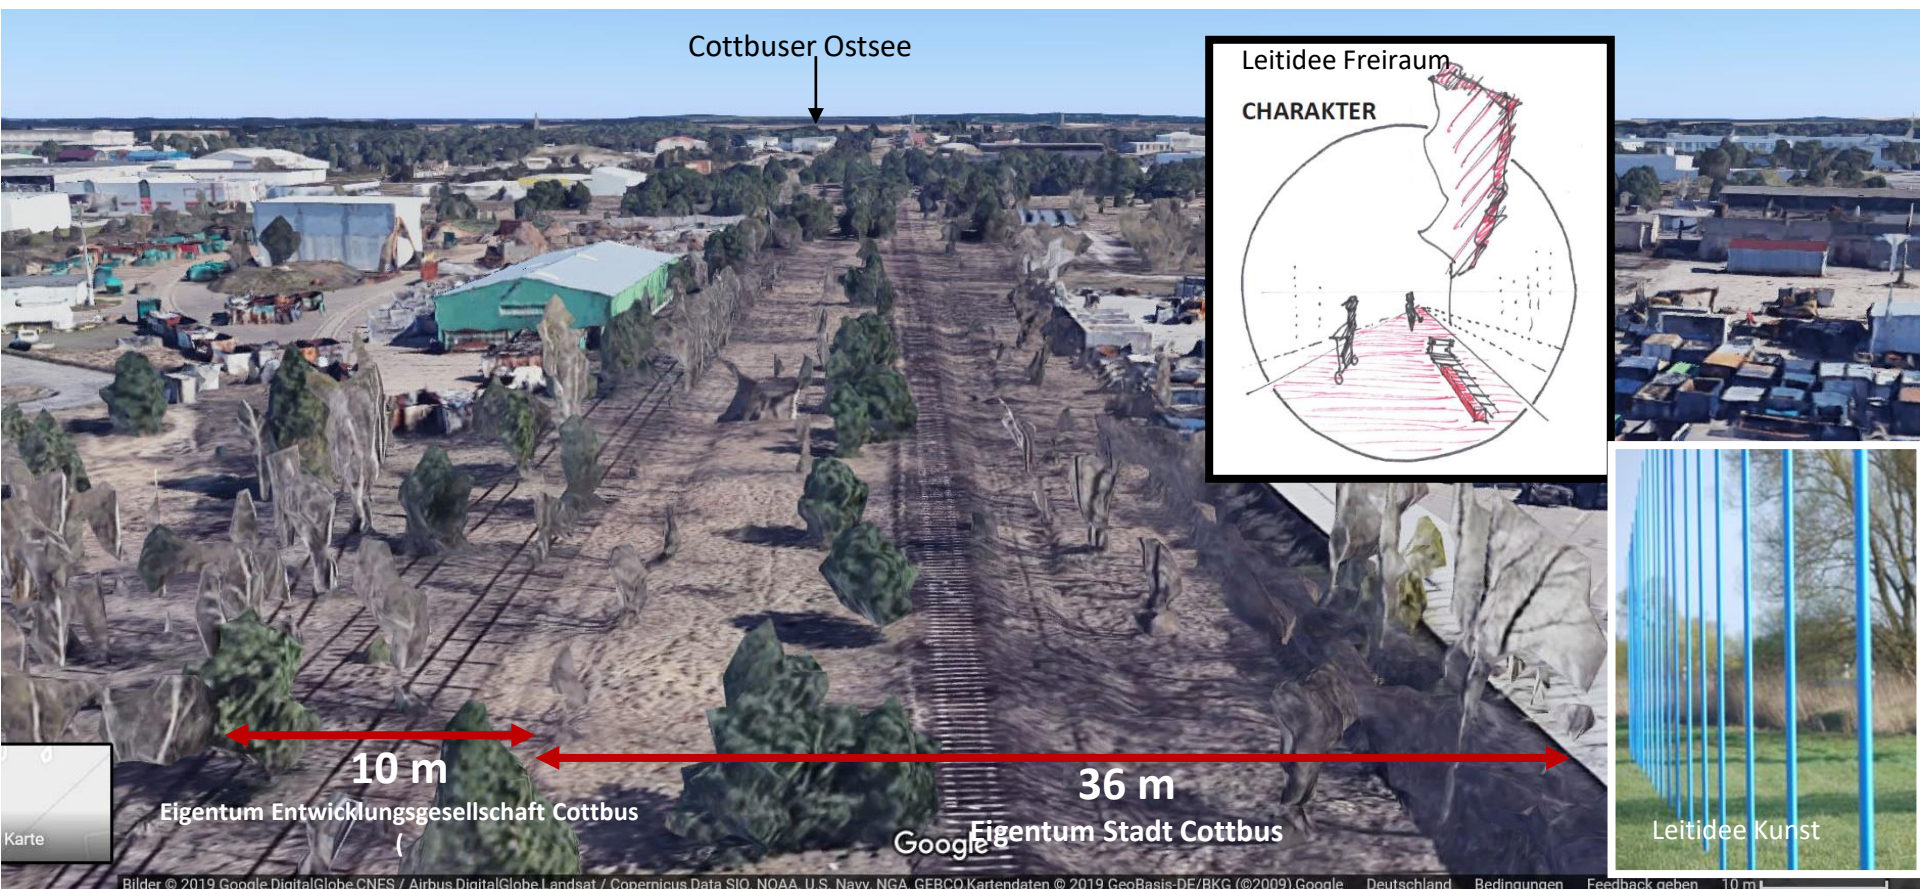 Cottbuser Ostsee
Leitidee Freiraum
CHARAKTER
10 m
Eigentum Entwicklungsgesellschaft Cottbus
(
36 m
Eigentum Stadt Cottbus
Leitidee Kunst
Karte
Google
Bilder © 2019 Google,DigitalGlobe,CNES / Airbus,DigitalGlobe,Landsat / Copernicus,Data SIO, NOAA, U.S. Navy, NGA, GEBCO,Kartendaten © 2019 GeoBasis-DE/BKG (©2009),Google Deutschland Bedingungen Feedback geben 10 m